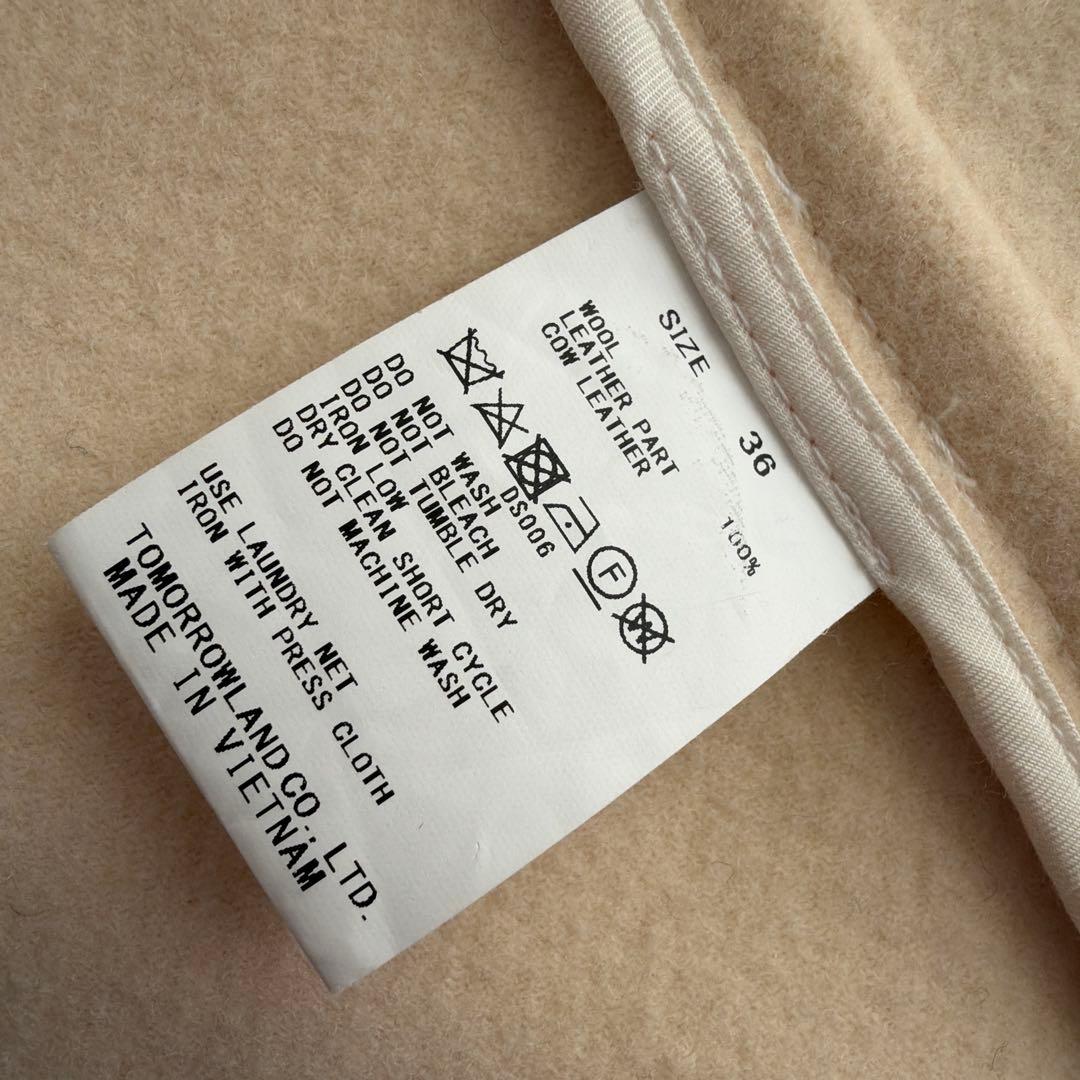 SIZE 36
WOOL 100%
LEATHER PART
COW LEATHER
F
W
DS006
DO NOT WASH
DO NOT BLEACH
DO NOT TUMBLE DRY
IRON LOW
DRY CLEAN SHORT CYCLE
DO NOT MACHINE WASH
USE LAUNDRY NET
IRON WITH PRESS CLOTH
TOMORROWLAND CO., LTD.
MADE IN VIETNAM